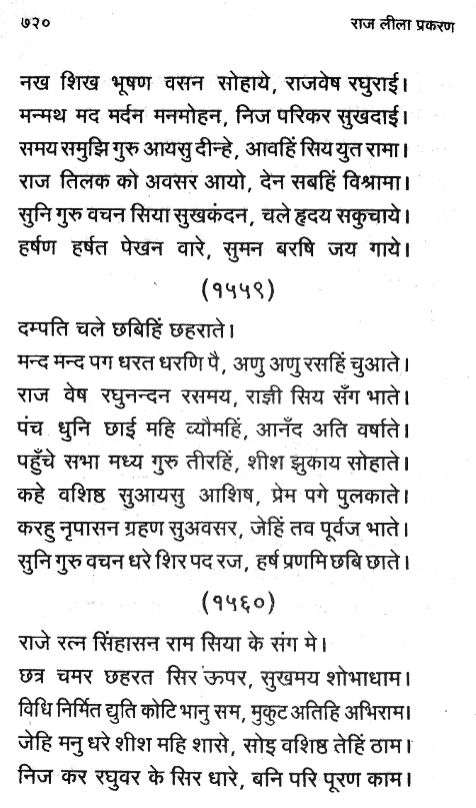 ७२०
राज लीला प्रकरण
नख शिख भूषण वसन सोहाये, राजवेष रघुराई।
मन्मथ मद मर्दन मनमोहन, निज परिकर सुखदाई।
समय समुझि गुरु आयसु दीन्हे, आवहिं सिय युत रामा।
राज तिलक को अवसर आयो, देन सबहिं विश्रामा।
सुनि गुरु वचन सिया सुखकंदन, चले हृदय सकुचाये।
हर्षण हर्षत पेखन वारे, सुमन बरषि जय गाये।
(१५५९)
दम्पति चले छबिहिं छहराते।
मन्द मन्द पग धरत धरणि पै, अणु अणु रसहिं चुआते।
राज वेष रघुनन्दन रसमय, राज्ञी सिय सँग भाते।
पंच धुनि छाई महि व्यौमहिं, आनँद अति वर्षाते।
पहुँचे सभा मध्य गुरु तीरहिं, शीश झुकाय सोहाते।
कहे वशिष्ठ सुआयसु आशिष, प्रेम पगे पुलकाते।
करहु नृपासन ग्रहण सुअवसर, जेहिं तव पूर्वज भाते।
सुनि गुरु वचन धरे शिर पद रज, हर्ष प्रणमि छबि छाते।
(१५६०)
राजे रत्न सिंहासन राम सिया के संग मे।
छत्र चमर छहरत सिर ऊपर, सुखमय शोभाधाम।
विधि निर्मित द्युति कोटि भानु सम, मुकुट अतिहि अभिराम।
जेहि मनु धरे शीश महि शासे, सोइ वशिष्ठ तेहिं ठाम।
निज कर रघुवर के सिर धारे, बनि परि पूरण काम।